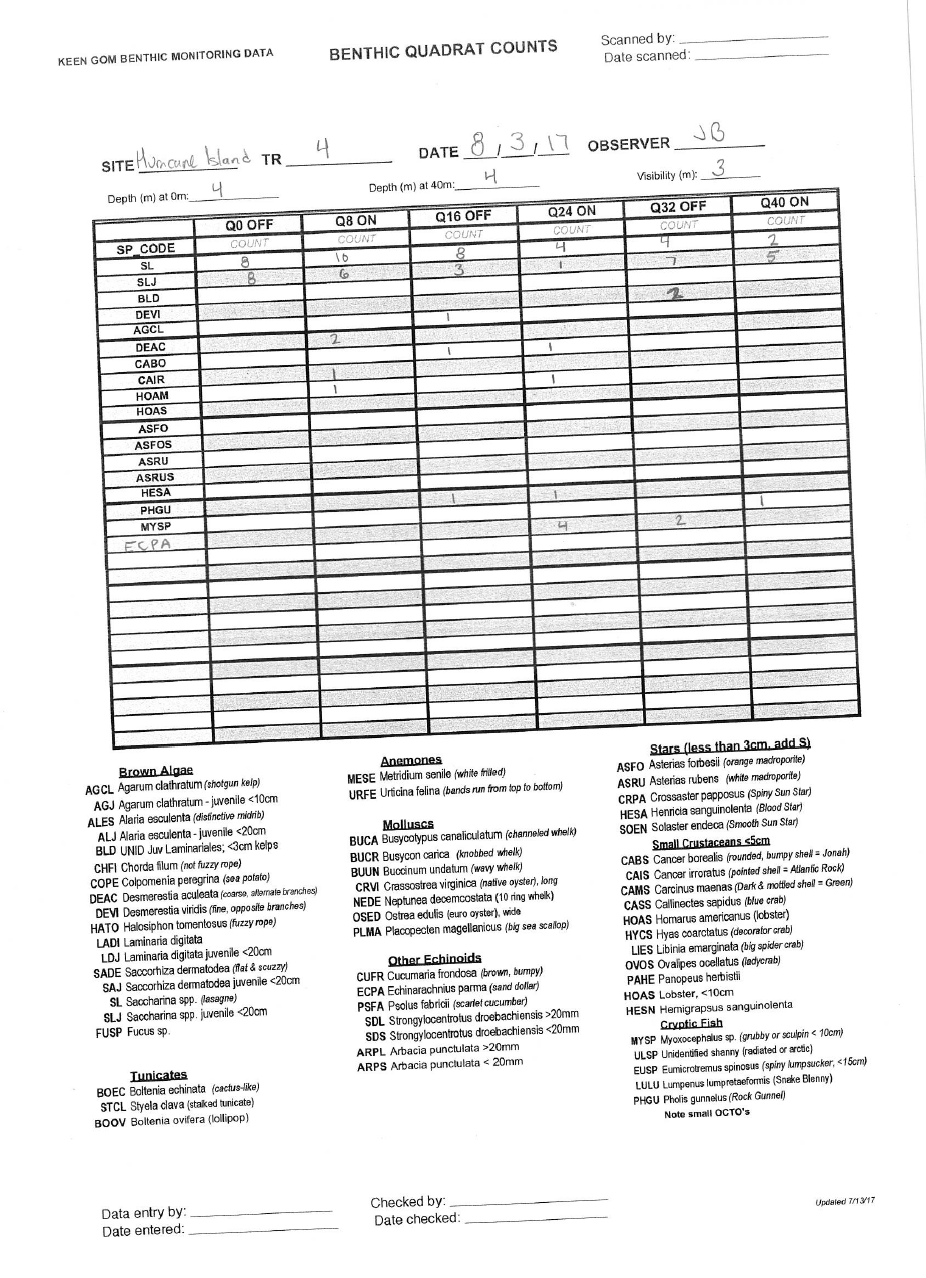 KEEN GOM BENTHIC MONITORING DATA
BENTHIC QUADRAT COUNTS
Scanned by:
Date scanned:
SITE Hurricane Island TR 4 DATE 8, 3, 17 OBSERVER JB
Depth (m) at 0m: 4 Depth (m) at 40m: 4 Visibility (m): 3
Q0 OFF Q8 ON Q16 OFF Q24 ON Q32 OFF Q40 ON
SP_CODE COUNT COUNT COUNT COUNT COUNT COUNT
SL 8 10 8 4 4 2
SLJ 8 6 3 1 7 5
BLD
DEVI 2
AGCL 1
DEAC 2
CABO 1 1
CAIR 1
HOAM 1 1
HOAS
ASFO
ASFOS
ASRU
ASRUS
HESA
PHGU 1 1
MYSP 1
ECPA 4 2
Brown Algae
AGCL Agarum clathratum (shotgun kelp)
AGJ Agarum clathratum - juvenile <10cm
ALES Alaria esculenta (distinctive midrib)
ALJ Alaria esculenta - juvenile <20cm
BLD UNID Juv Laminariales; <3cm kelps
CHFI Chorda filum (not fuzzy rope)
COPE Colpomenia peregrina (sea potato)
DEAC Desmerestia aculeata (coarse, alternate branches)
DEVI Desmerestia viridis (fine, opposite branches)
HATO Halosiphon tomentosus (fuzzy rope)
LADI Laminaria digitata
LDJ Laminaria digitata juvenile <20cm
SADE Saccorhiza dermatodea (flat & scuzzy)
SAJ Saccorhiza dermatodea juvenile <20cm
SL Saccharina spp. (lasagne)
SLJ Saccharina spp. juvenile <20cm
FUSP Fucus sp.
Tunicates
BOEC Boltenia echinata (cactus-like)
STCL Styela clava (stalked tunicate)
BOOV Boltenia ovifera (lollipop)
Anemones
MESE Metridium senile (white frilled)
URFE Urticina felina (bands run from top to bottom)
Molluscs
BUCA Busycotypus canaliculatum (channeled whelk)
BUCR Busycon carica (knobbed whelk)
BUUN Buccinum undatum (wavy whelk)
CRVI Crassostrea virginica (native oyster), long
NEDE Neptunea decemcostata (10 ring whelk)
OSED Ostrea edulis (euro oyster), wide
PLMA Placopecten magellanicus (big sea scallop)
Other Echinoids
CUFR Cucumaria frondosa (brown, bumpy)
ECPA Echinarachnius parma (sand dollar)
PSFA Psolus fabricii (scarlet cucumber)
SDL Strongylocentrotus droebachiensis >20mm
SDS Strongylocentrotus droebachiensis <20mm
ARPL Arbacia punctulata >20mm
ARPS Arbacia punctulata < 20mm
Stars (less than 3cm, add S)
ASFO Asterias forbesii (orange madroporite)
ASRU Asterias rubens (white madroporite)
CRPA Crossaster papposus (Spiny Sun Star)
HESA Henricia sanguinolenta (Blood Star)
SOEN Solaster endeca (Smooth Sun Star)
Small Crustaceans <5cm
CABS Cancer borealis (rounded, bumpy shell = Jonah)
CAIS Cancer irroratus (pointed shell = Atlantic Rock)
CAMS Carcinus maenas (Dark & mottled shell = Green)
CASS Callinectes sapidus (blue crab)
HOAS Homarus americanus (lobster)
HYCS Hyas coarctatus (decorator crab)
LIES Libinia emarginata (big spider crab)
OVOS Ovalipes ocellatus (ladycrab)
PAHE Panopeus herbistii
HOAS Lobster, <10cm
HESN Hemigrapsus sanguinolenta
Cryptic Fish
MYSP Myoxocephalus sp. (grubby or sculpin < 10cm)
ULSP Unidentified shanny (radiated or arctic)
EUSP Eumicrotremus spinosus (spiny lumpsucker, <15cm)
LULU Lumpenus lumpretaeformis (Snake Blenny)
PHGU Pholis gunnelus (Rock Gunnel)
Note small OCTO's
Data entry by:
Date entered:
Checked by:
Date checked:
Updated 7/13/17